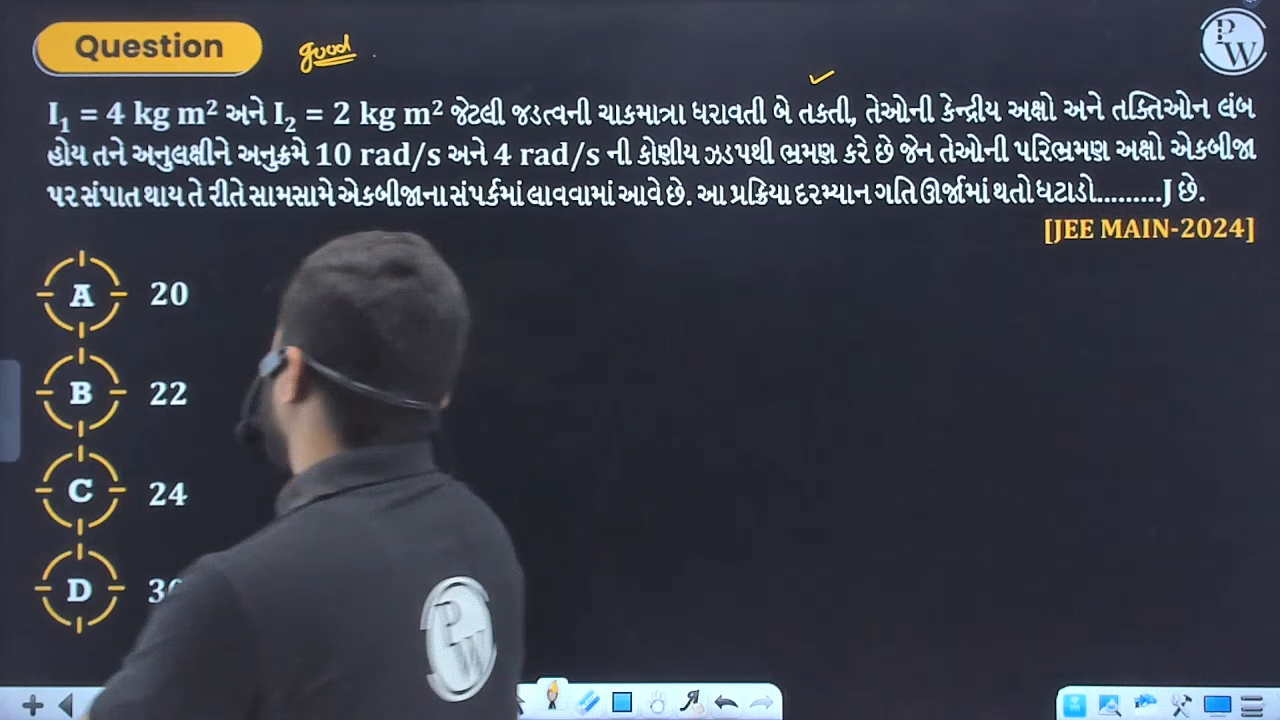 Question
good
I₁ = 4 kg m² અને I₂ = 2 kg m² જેટલી જડત્વની ચાકમાત્રા ધરાવતી બે તકતી, તેઓની કેન્દ્રીય અક્ષો અને તક્તિઓન લંબ
હોય તને અનુલક્ષીને અનુક્રમે 10 rad/s અને 4 rad/s ની કોણીય ઝડપથી ભ્રમણ કરે છે જેન તેઓની પરિભ્રમણ અક્ષો એકબીજા
પર સંપાત થાય તે રીતે સામસામે એકબીજાના સંપર્કમાં લાવવામાં આવે છે. આ પ્રક્રિયા દરમ્યાન ગતિ ઊર્જામાં થતો ઘટાડો.........J છે.
[JEE MAIN-2024]
A 20
B 22
C 24
D
PW
PW